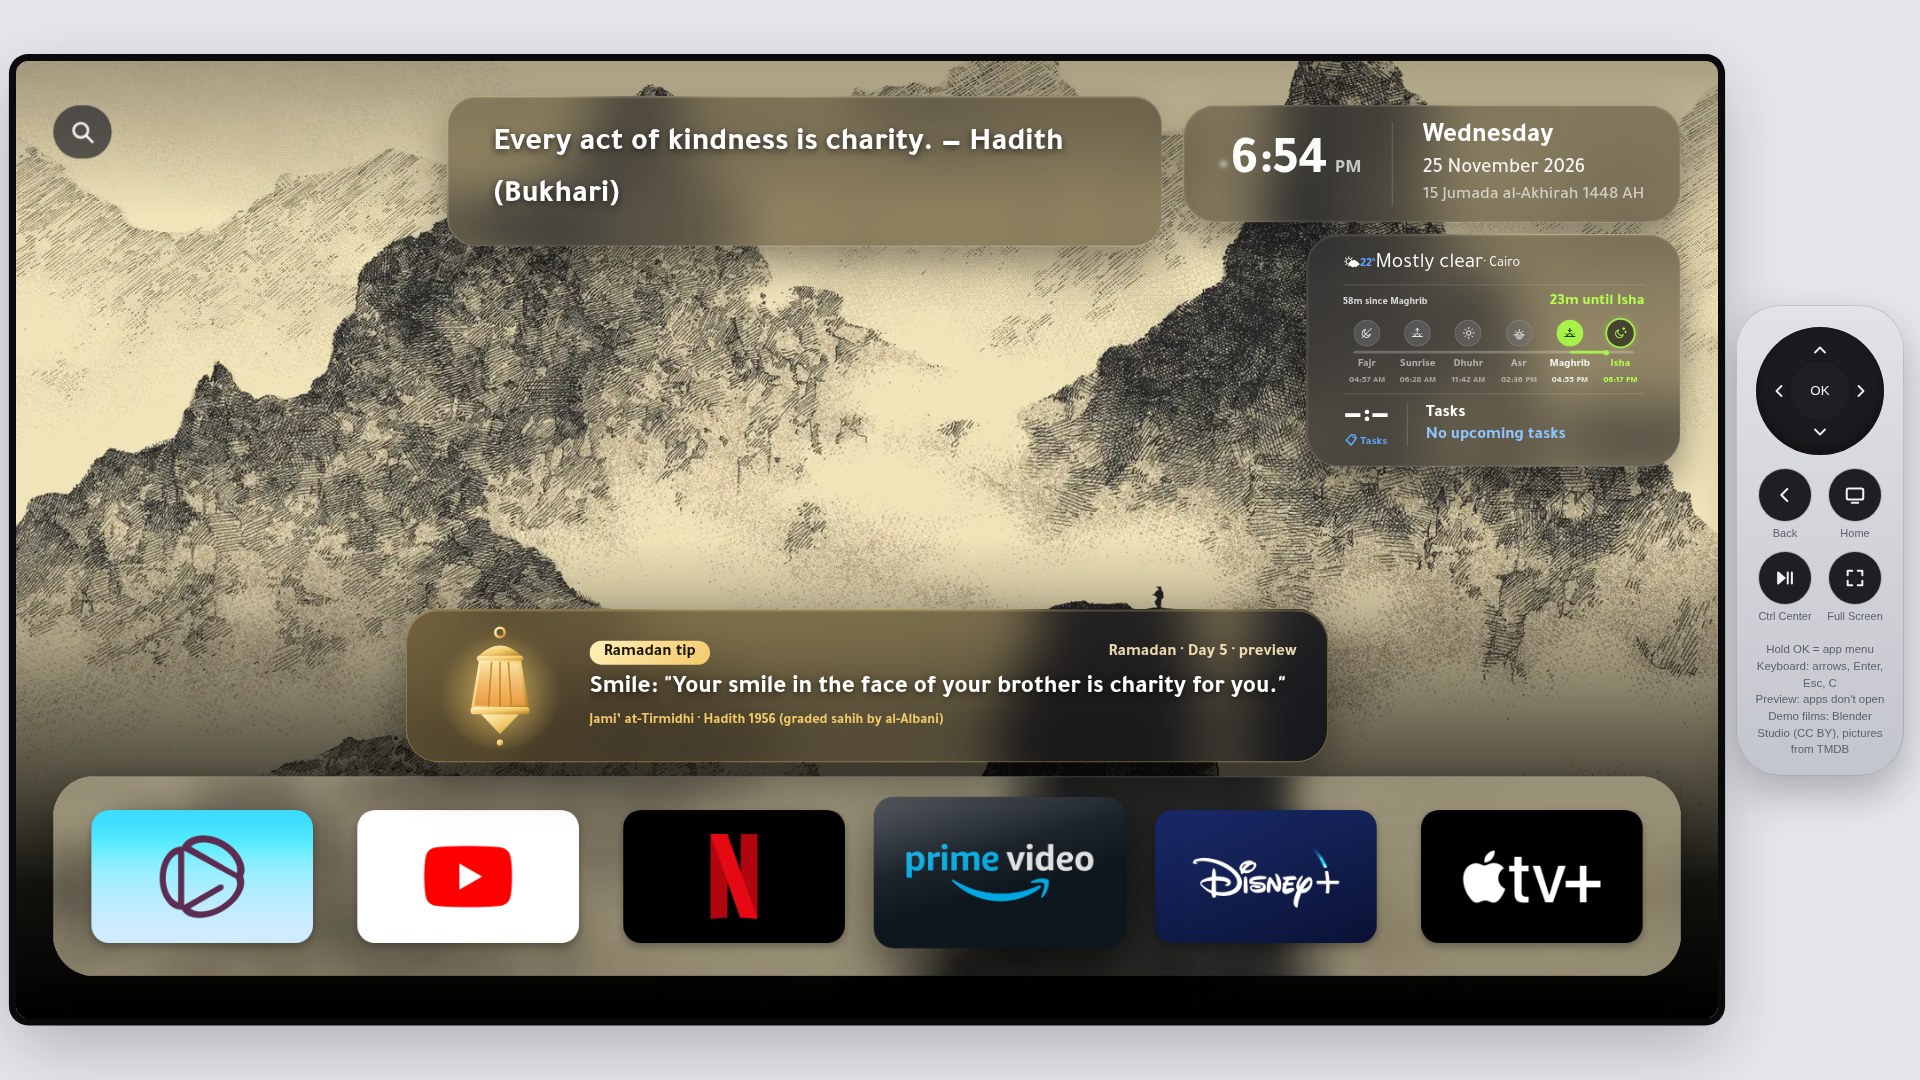 Every act of kindness is charity. – Hadith
(Bukhari)
6:54 PM
Wednesday
25 November 2026
15 Jumada al-Akhirah 1448 AH
22° Mostly clear · Cairo
58m since Maghrib
23m until Isha
Fajr Sunrise Dhuhr Asr Maghrib Isha
04:57 AM 06:28 AM 11:42 AM 02:36 PM 04:55 PM 06:17 PM
–:–
Tasks
Tasks
No upcoming tasks
Ramadan tip
Ramadan · Day 5 · preview
Smile: "Your smile in the face of your brother is charity for you."
Jami' at-Tirmidhi · Hadith 1956 (graded sahih by al-Albani)
N
prime video
Disney+
tv+
OK
Back
Home
Ctrl Center
Full Screen
Hold OK = app menu
Keyboard: arrows, Enter,
Esc, C
Preview: apps don't open
Demo films: Blender
Studio (CC BY), pictures
from TMDB